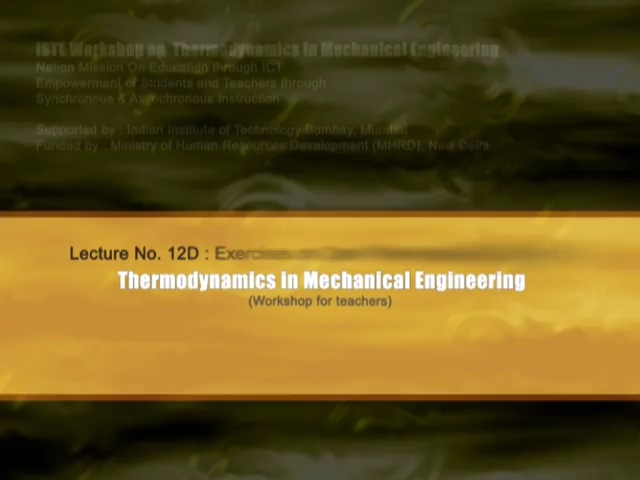 ISTE Workshop on Thermodynamics in Mechanical Engineering
Nation Mission On Education through ICT
Empowerment of Students and Teachers through
Synchronous & Asynchronous Instruction
Supported by : Indian Institute of Technology Bombay, Mumbai
Funded by : Ministry of Human Resources Development (MHRD), New Delhi
Lecture No. 12D : Exercises
Thermodynamics in Mechanical Engineering
(Workshop for teachers)